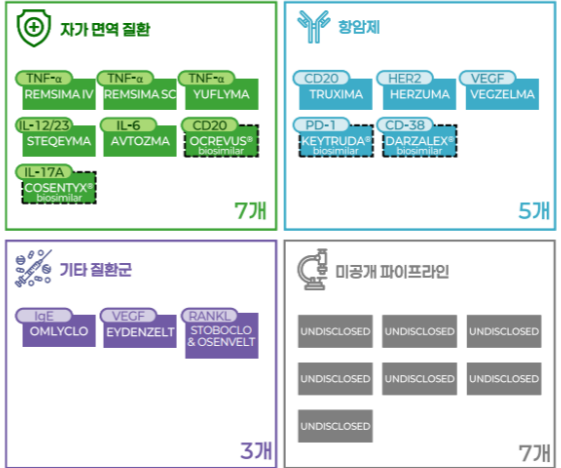 자가 면역 질환
TNF-α
REMSIMA IV
TNF-α
REMSIMA SC
TNF-α
YUFLYMA
IL-12/23
STEQEYMA
IL-6
AVTOZMA
CD20
OCREVUS®
biosimilar
IL-17A
COSENTYX®
biosimilar
7개
항암제
CD20
TRUXIMA
HER2
HERZUMA
VEGF
VEGZELMA
PD-1
KEYTRUDA®
biosimilar
CD-38
DARZALEX®
biosimilar
5개
기타 질환군
IgE
OMLYCLO
VEGF
EYDENZELT
RANKL
STOBOCLO
& OSENVELT
3개
미공개 파이프라인
UNDISCLOSED
UNDISCLOSED
UNDISCLOSED
UNDISCLOSED
UNDISCLOSED
UNDISCLOSED
UNDISCLOSED
7개